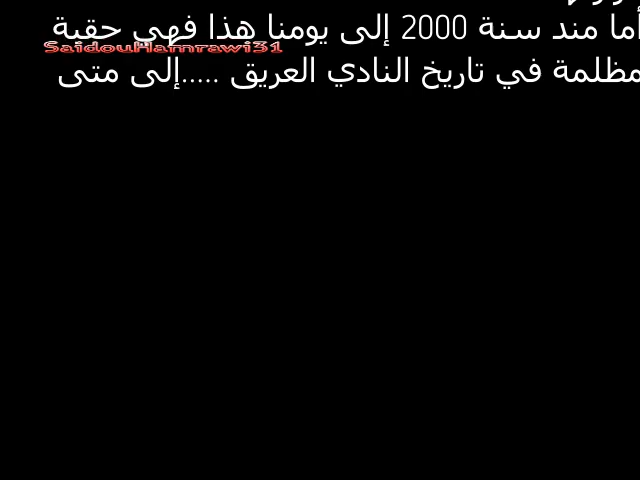 أما مند سنة 2000 إلى يومنا هذا فهي حقبة
SaidouHamrawi31
مظلمة في تاريخ النادي العريق .....إلى متى